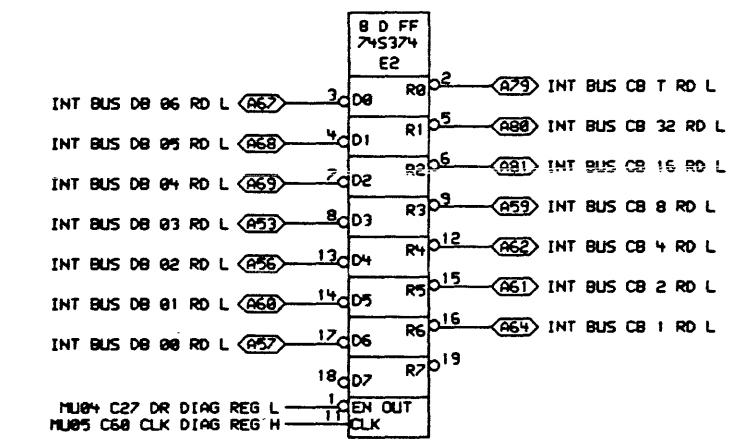 8 D FF
74S374
E2
INT BUS DB 06 RD L A67 3 D0 R0 2 A79 INT BUS CB T RD L
INT BUS DB 05 RD L A68 4 D1 R1 5 A80 INT BUS CB 32 RD L
INT BUS DB 04 RD L A69 7 D2 R2 6 A81 INT BUS CB 16 RD L
INT BUS DB 03 RD L A53 8 D3 R3 9 A59 INT BUS CB 8 RD L
INT BUS DB 02 RD L A56 13 D4 R4 12 A62 INT BUS CB 4 RD L
INT BUS DB 01 RD L A60 14 D5 R5 15 A61 INT BUS CB 2 RD L
INT BUS DB 00 RD L A57 17 D6 R6 16 A64 INT BUS CB 1 RD L
18 D7 R7 19
MU04 C27 DR DIAG REG L 1 EN OUT
MU05 C60 CLK DIAG REG H 11 CLK